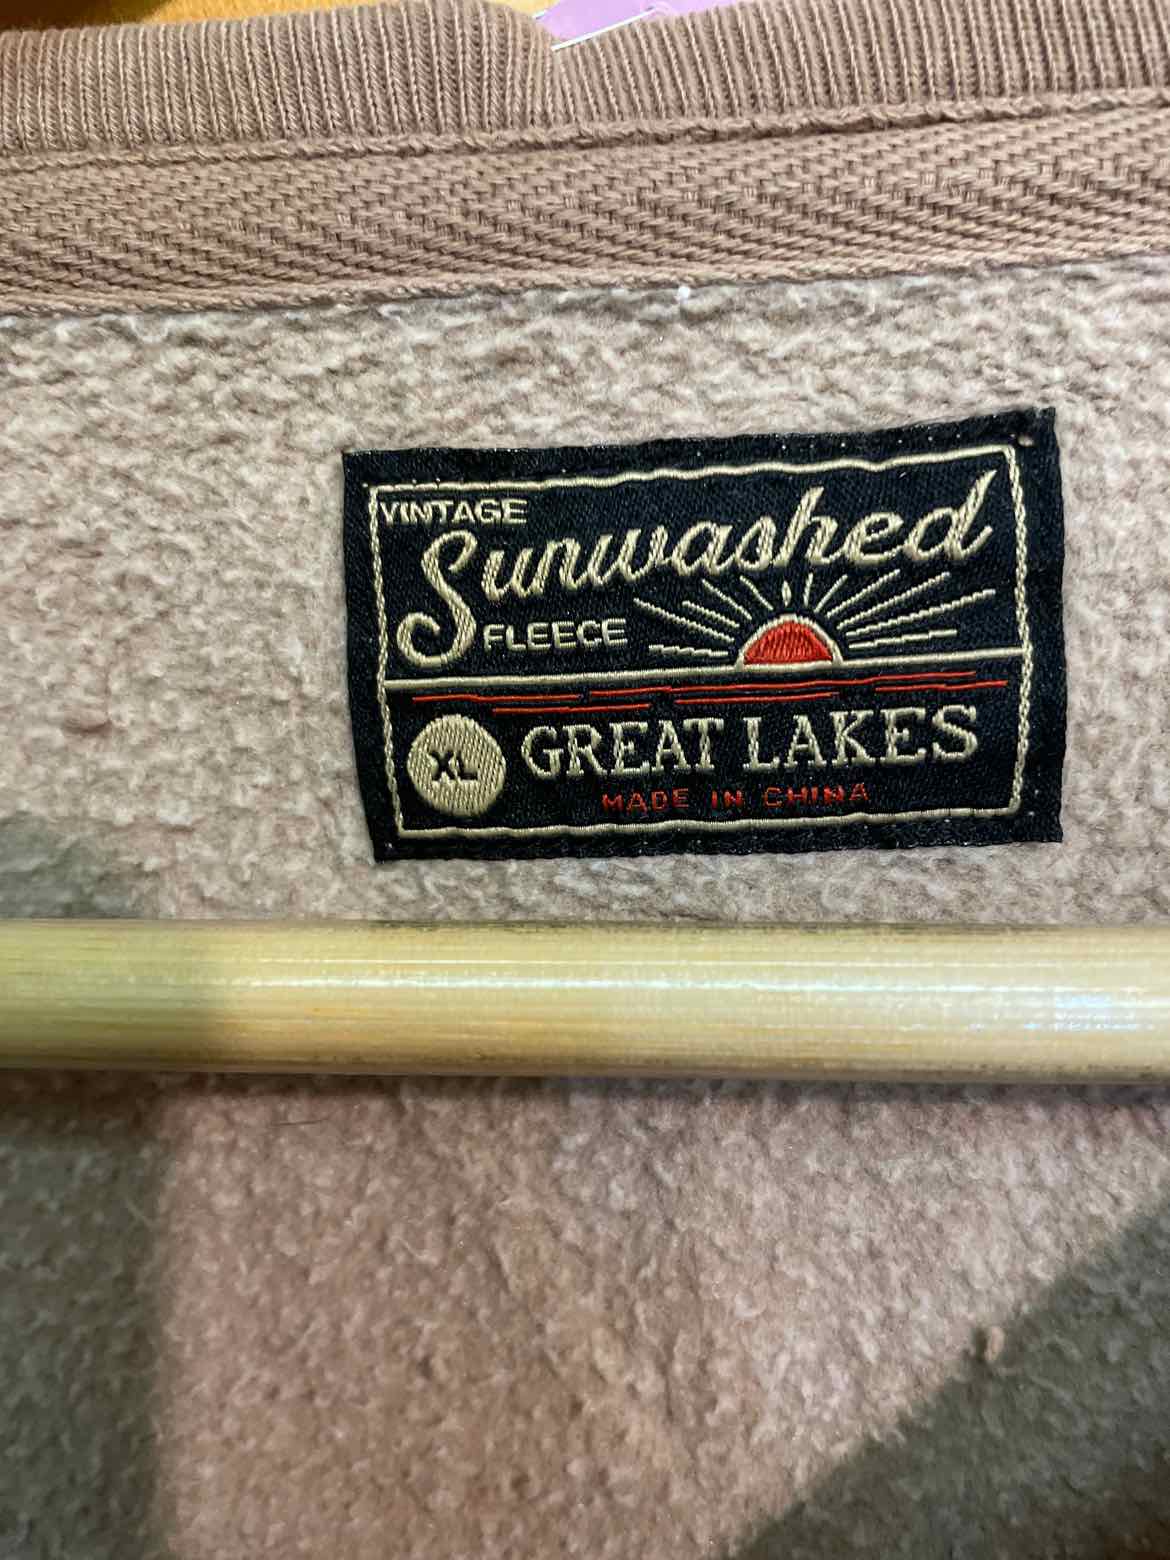 VINTAGE
Sunwashed
FLEECE
XL
GREAT LAKES
MADE IN CHINA